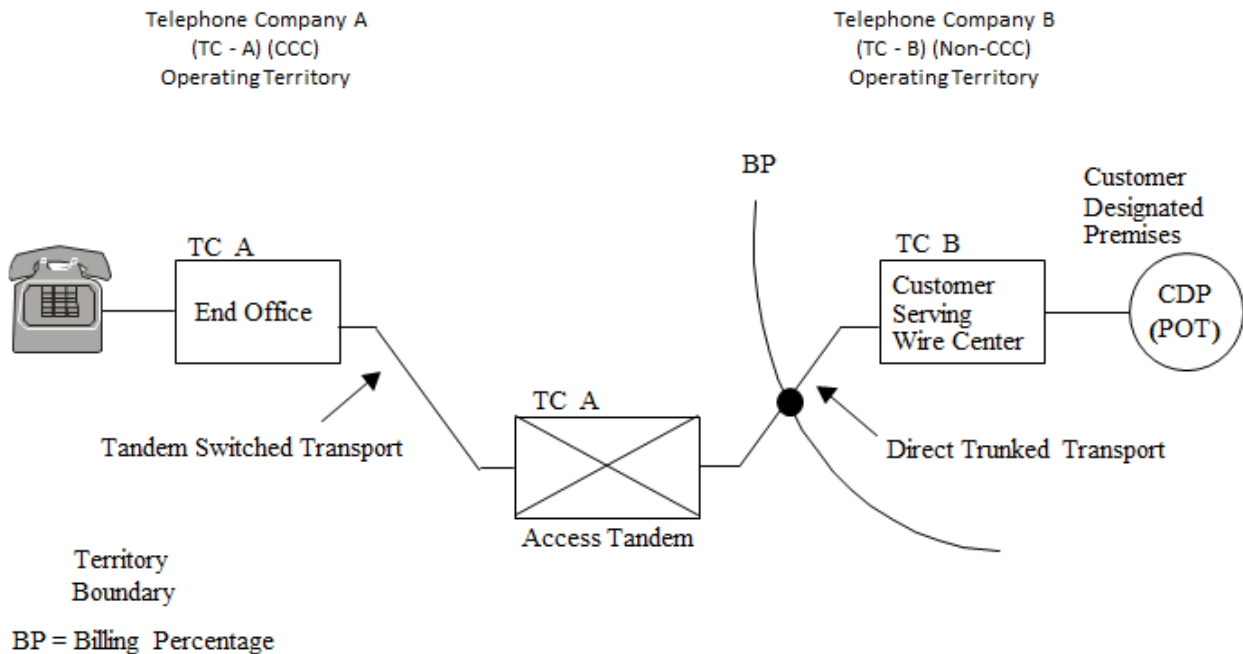 Telephone Company A
(TC - A) (CCC)
Operating Territory
Telephone Company B
(TC - B) (Non-CCC)
Operating Territory
BP
Customer
Designated
Premises
TC A
End Office
TC B
Customer
Serving
Wire Center
CDP
(POT)
TC A
Tandem Switched Transport
Direct Trunked Transport
Access Tandem
Territory
Boundary
BP = Billing Percentage